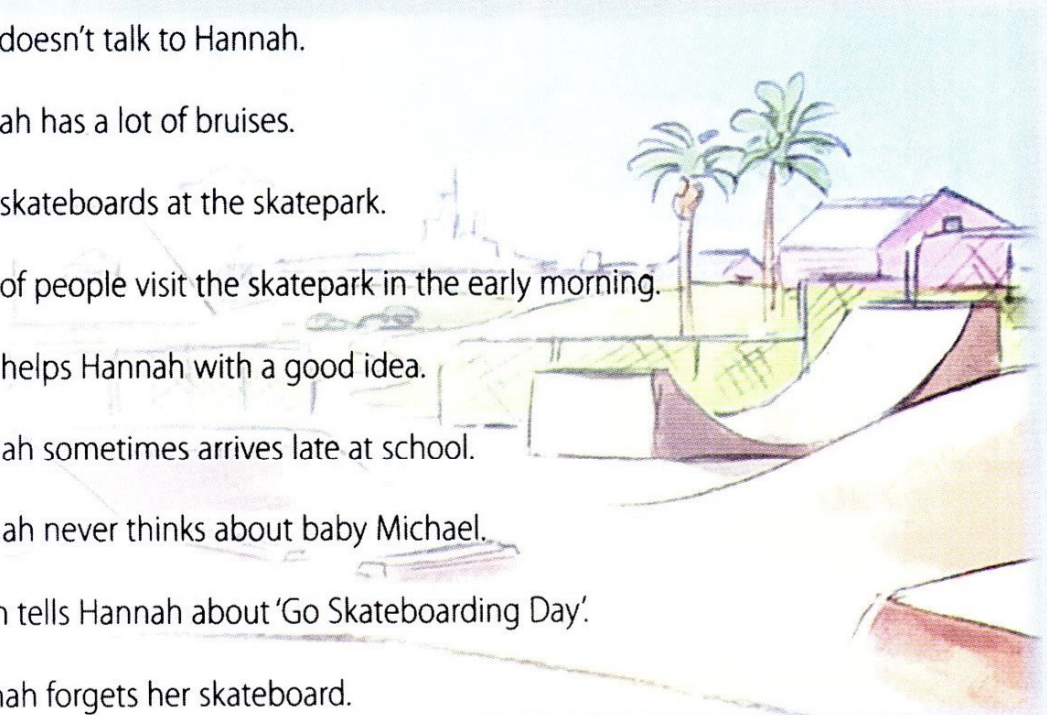 doesn't talk to Hannah.
ah has a lot of bruises.
skateboards at the skatepark.
of people visit the skatepark in the early morning.
helps Hannah with a good idea.
ah sometimes arrives late at school.
ah never thinks about baby Michael.
tells Hannah about 'Go Skateboarding Day'.
ah forgets her skateboard.